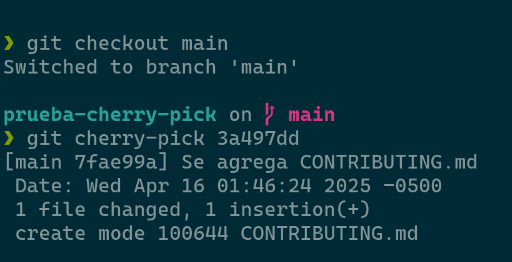 ❯ git checkout main
Switched to branch 'main'
prueba-cherry-pick on main
❯ git cherry-pick 3a497dd
[main 7fae99a] Se agrega CONTRIBUTING.md
Date: Wed Apr 16 01:46:24 2025 -0500
1 file changed, 1 insertion(+)
create mode 100644 CONTRIBUTING.md